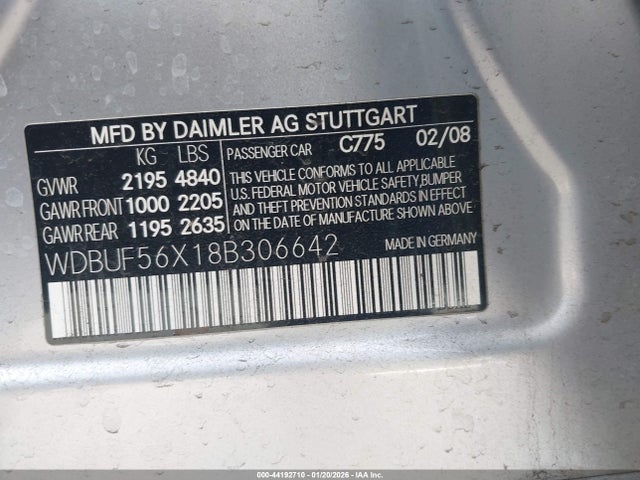 MFD BY DAIMLER AG STUTTGART
KG LBS PASSENGER CAR C775 02/08
GVWR 2195 4840
GAWR FRONT 1000 2205
GAWR REAR 1195 2635
THIS VEHICLE CONFORMS TO ALL APPLICABLE
U.S. FEDERAL MOTOR VEHICLE SAFETY, BUMPER
AND THEFT PREVENTION STANDARDS IN EFFECT
ON THE DATE OF MANUFACTURE SHOWN ABOVE.
WDBUF56X18B306642 MADE IN GERMANY
000-44192710 | 01/20/2026 - IAA Inc.